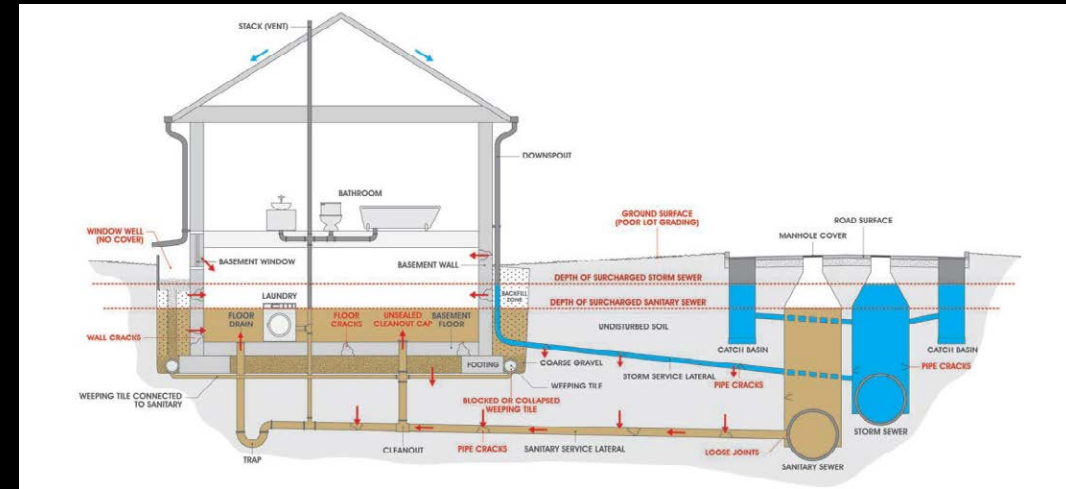 STACK (VENT)
DOWNSPOUT
BATHROOM
WINDOW WELL
(NO COVER)
BASEMENT WINDOW
BASEMENT WALL
GROUND SURFACE
(POOR LOT GRADING)
ROAD SURFACE
MANHOLE COVER
DEPTH OF SURCHARGED STORM SEWER
BACKFILL
ZONE
DEPTH OF SURCHARGED SANITARY SEWER
LAUNDRY
FLOOR
DRAIN
FLOOR
CRACKS
UNSEALED
CLEANOUT CAP
BASEMENT
FLOOR
UNDISTURBED SOIL
WALL CRACKS
CATCH BASIN
CATCH BASIN
FOOTING
COARSE GRAVEL
STORM SERVICE LATERAL
PIPE CRACKS
PIPE CRACKS
WEEPING TILE
WEEPING TILE CONNECTED
TO SANITARY
BLOCKED OR COLLAPSED
WEEPING TILE
STORM SEWER
TRAP
CLEANOUT
PIPE CRACKS
SANITARY SERVICE LATERAL
LOOSE JOINTS
SANITARY SEWER